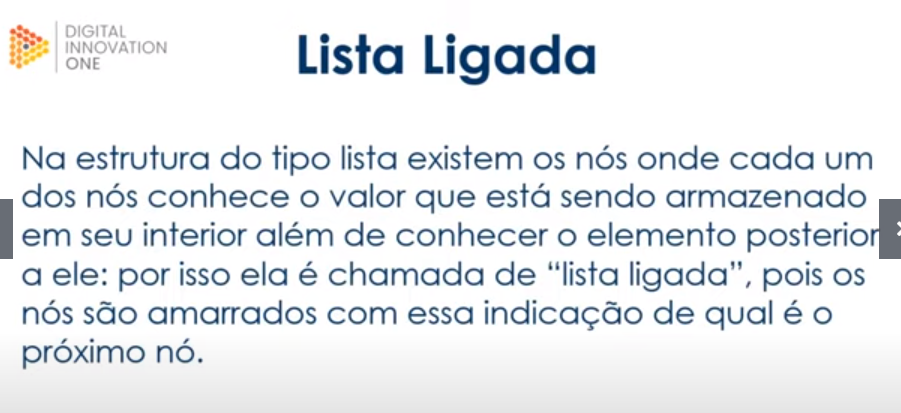 DIGITAL
INNOVATION
ONE
Lista Ligada
Na estrutura do tipo lista existem os nós onde cada um
dos nós conhece o valor que está sendo armazenado
em seu interior além de conhecer o elemento posterior
a ele: por isso ela é chamada de “lista ligada”, pois os
nós são amarrados com essa indicação de qual é o
próximo nó.